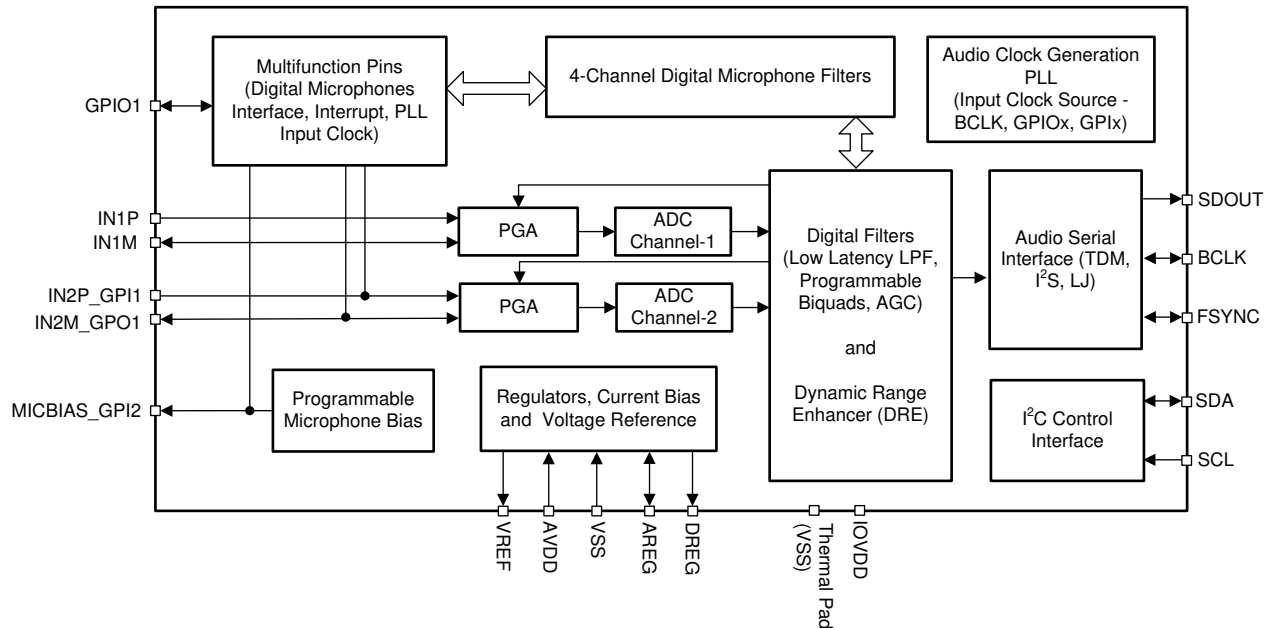 Multifunction Pins
(Digital Microphones
Interface, Interrupt, PLL
Input Clock)
4-Channel Digital Microphone Filters
Audio Clock Generation
PLL
(Input Clock Source -
BCLK, GPIOx, GPIx)
GPIO1
IN1P
IN1M
IN2P_GPI1
IN2M_GPO1
MICBIAS_GPI2
PGA
ADC
Channel-1
PGA
ADC
Channel-2
Digital Filters
(Low Latency LPF,
Programmable
Biquads, AGC)
and
Dynamic Range
Enhancer (DRE)
Audio Serial
Interface (TDM,
I²S, LJ)
SDOUT
BCLK
FSYNC
Programmable
Microphone Bias
Regulators, Current Bias
and Voltage Reference
I²C Control
Interface
SDA
SCL
VREF
AVDD
VSS
AREG
DREG
Thermal Pad
(VSS)
IOVDD